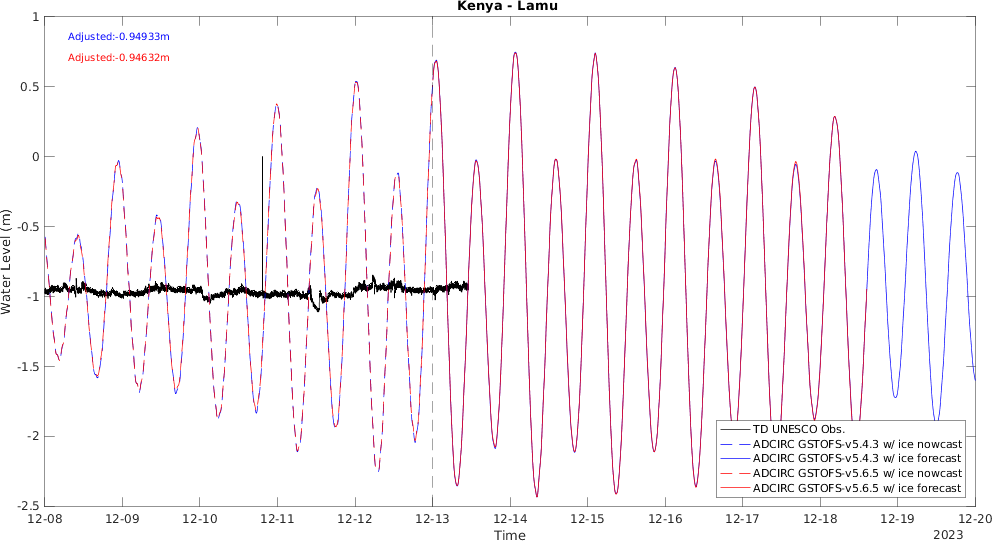 Kenya - Lamu
Adjusted:-0.94933m
Adjusted:-0.94632m
1
0.5
0
-0.5
-1
-1.5
-2
-2.5
Water Level (m)
TD UNESCO Obs.
ADCIRC GSTOFS-v5.4.3 w/ ice nowcast
ADCIRC GSTOFS-v5.4.3 w/ ice forecast
ADCIRC GSTOFS-v5.6.5 w/ ice nowcast
ADCIRC GSTOFS-v5.6.5 w/ ice forecast
12-08 12-09 12-10 12-11 12-12 12-13 12-14 12-15 12-16 12-17 12-18 12-19 12-20
Time
2023